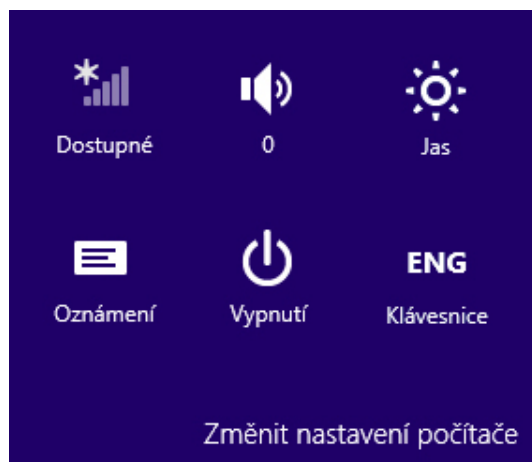 Dostupné
0
Jas
ENG
Oznámení
Vypnutí
Klávesnice
Změnit nastavení počítače